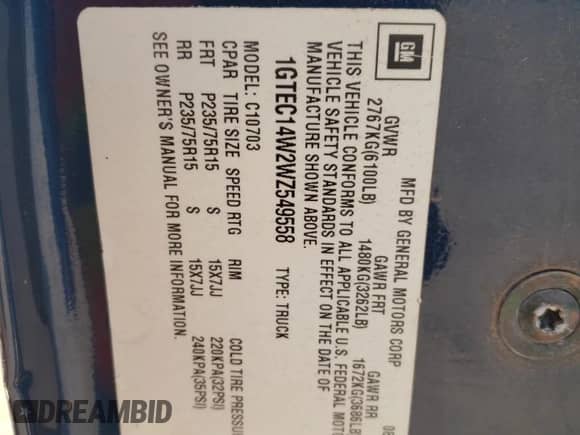 GM
MFD BY GENERAL MOTORS CORP 08
GVWR GAWR FRT GAWR RR
2767KG(6100LB) 1480KG(3262LB) 1672KG(3686LB
THIS VEHICLE CONFORMS TO ALL APPLICABLE U.S. FEDERAL MOT
VEHICLE SAFETY STANDARDS IN EFFECT ON THE DATE OF
MANUFACTURE SHOWN ABOVE.
1GTEC14W2WZ549558 TYPE: TRUCK
MODEL: C10703
CPAR TIRE SIZE SPEED RTG RIM COLD TIRE PRESSU
FRT P235/75R15 S 15X7JJ 220KPA(32PSI)
RR P235/75R15 S 15X7JJ 240KPA(35PSI)
SEE OWNER'S MANUAL FOR MORE INFORMATION.
DREAMBID